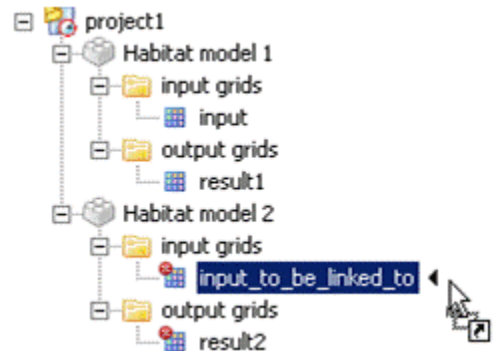 project1
Habitat model 1
input grids
input
output grids
result1
Habitat model 2
input grids
input_to_be_linked_to
output grids
result2